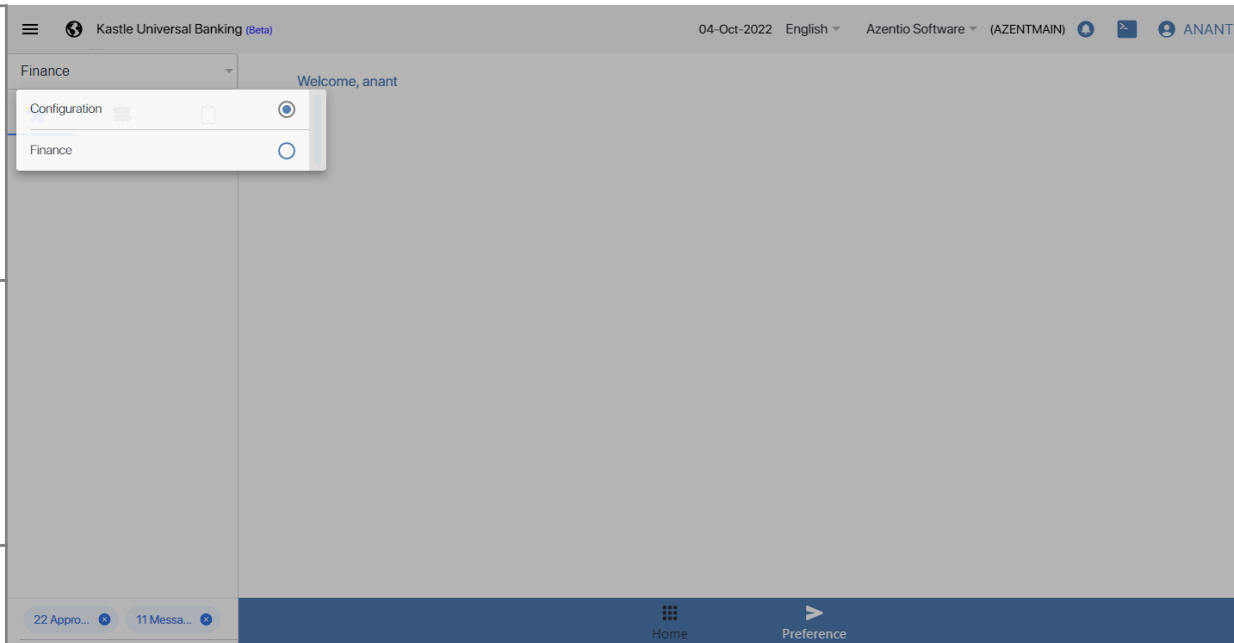 Kastle Universal Banking (Beta) 04-Oct-2022 English Azentio Software (AZENTMAIN) ANANT
Finance
Welcome, anant
Configuration
Finance
22 Appro... 11 Messa...
Home Preference